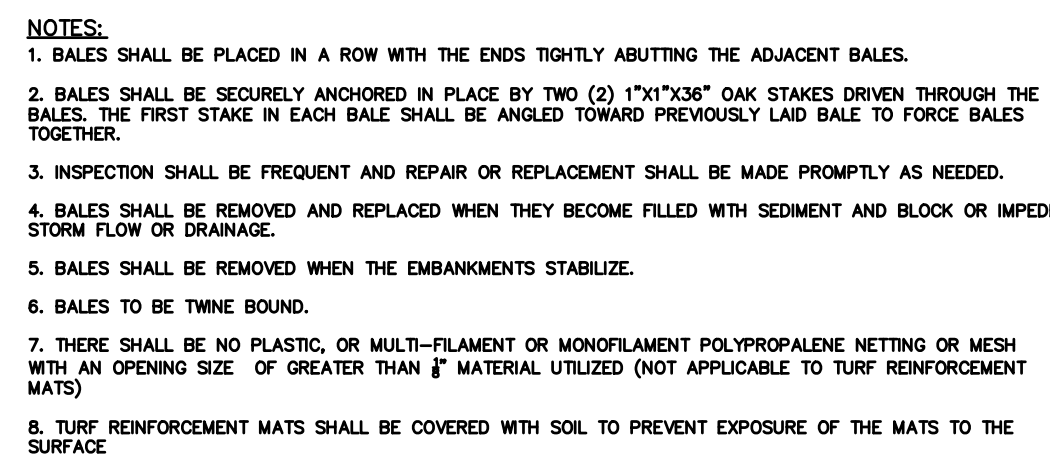 NOTES:
1. BALES SHALL BE PLACED IN A ROW WITH THE ENDS TIGHTLY ABUTTING THE ADJACENT BALES.
2. BALES SHALL BE SECURELY ANCHORED IN PLACE BY TWO (2) 1"X1"X36" OAK STAKES DRIVEN THROUGH THE
BALES. THE FIRST STAKE IN EACH BALE SHALL BE ANGLED TOWARD PREVIOUSLY LAID BALE TO FORCE BALES
TOGETHER.
3. INSPECTION SHALL BE FREQUENT AND REPAIR OR REPLACEMENT SHALL BE MADE PROMPTLY AS NEEDED.
4. BALES SHALL BE REMOVED AND REPLACED WHEN THEY BECOME FILLED WITH SEDIMENT AND BLOCK OR IMPED
STORM FLOW OR DRAINAGE.
5. BALES SHALL BE REMOVED WHEN THE EMBANKMENTS STABILIZE.
6. BALES TO BE TWINE BOUND.
7. THERE SHALL BE NO PLASTIC, OR MULTI-FILAMENT OR MONOFILAMENT POLYPROPALENE NETTING OR MESH
WITH AN OPENING SIZE OF GREATER THAN 1/8" MATERIAL UTILIZED (NOT APPLICABLE TO TURF REINFORCEMENT
MATS)
8. TURF REINFORCEMENT MATS SHALL BE COVERED WITH SOIL TO PREVENT EXPOSURE OF THE MATS TO THE
SURFACE